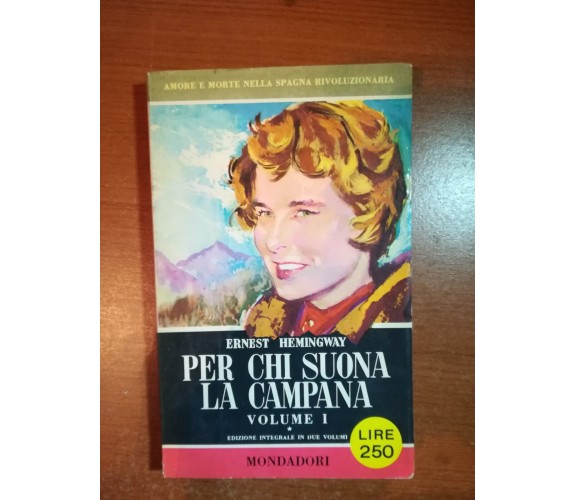 AMORE E MORTE NELLA SPAGNA RIVOLUZIONARIA
ERNEST HEMINGWAY
PER CHI SUONA
LA CAMPANA
VOLUME I
*
EDIZIONE INTEGRALE IN DUE VOLUMI
LIRE
250
MONDADORI